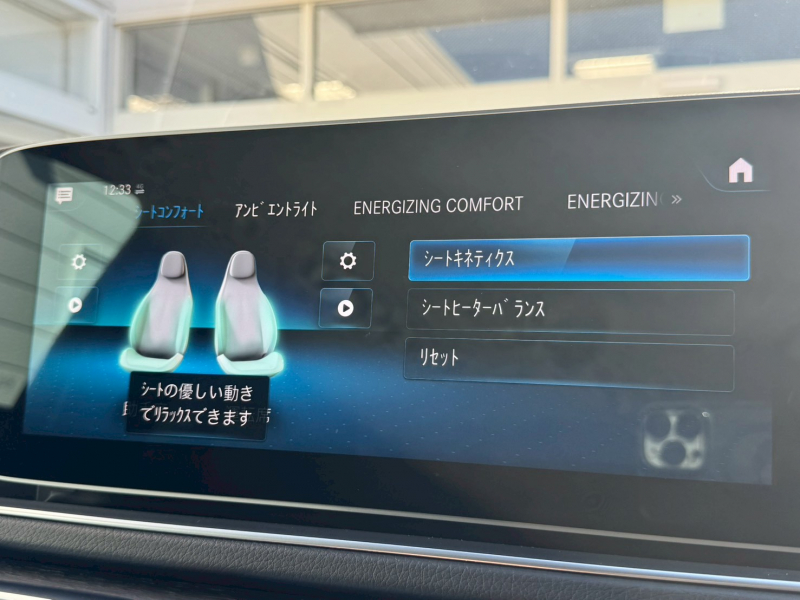 12:33 4G
シートコンフォート
アンビエントライト
ENERGIZING COMFORT
ENERGIZIN »
シートキネティクス
シートヒーターバランス
リセット
シートの優しい動き
でリラックスできます
席